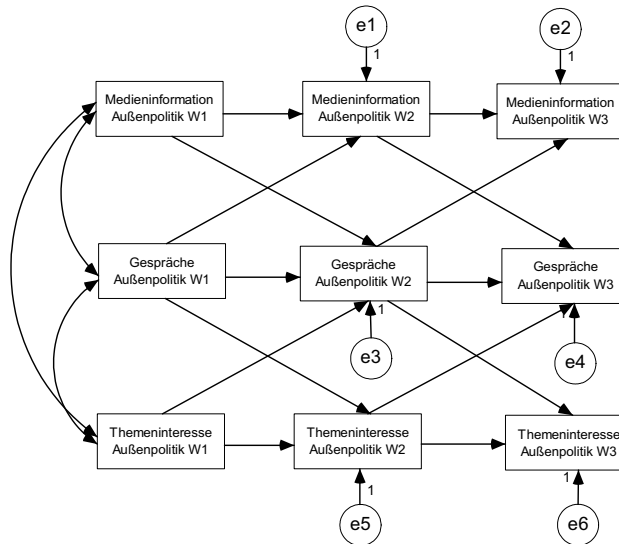 e1
e2
1
1
Medieninformation
Außenpolitik W1
Medieninformation
Außenpolitik W2
Medieninformation
Außenpolitik W3
Gespräche
Außenpolitik W1
Gespräche
Außenpolitik W2
Gespräche
Außenpolitik W3
1
1
e3
e4
Themeninteresse
Außenpolitik W1
Themeninteresse
Außenpolitik W2
Themeninteresse
Außenpolitik W3
1
1
e5
e6